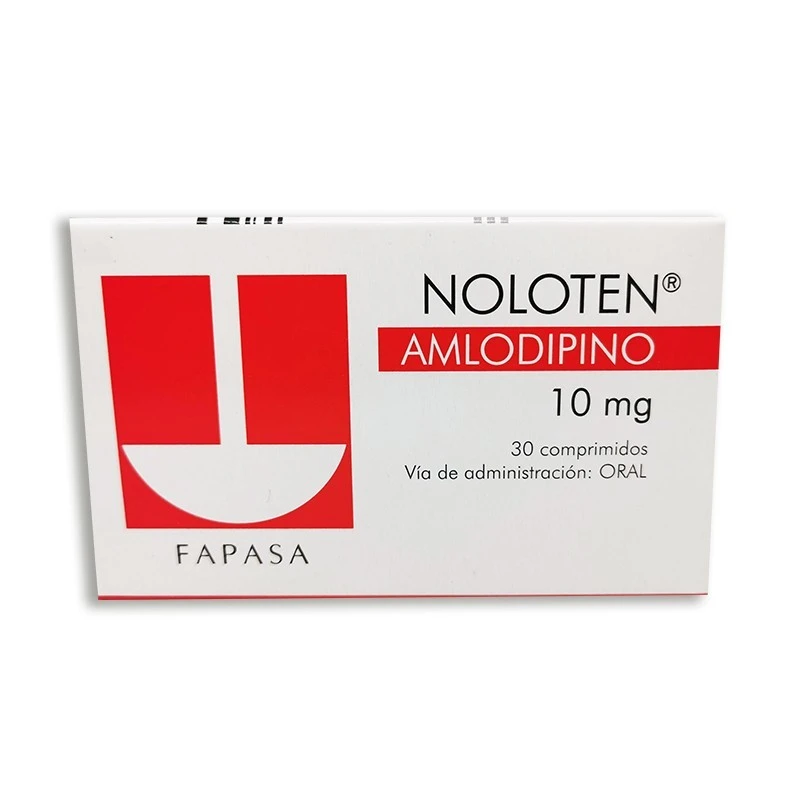 NOLOTEN®
AMLODIPINO
10 mg
30 comprimidos
Vía de administración: ORAL
FAPASA